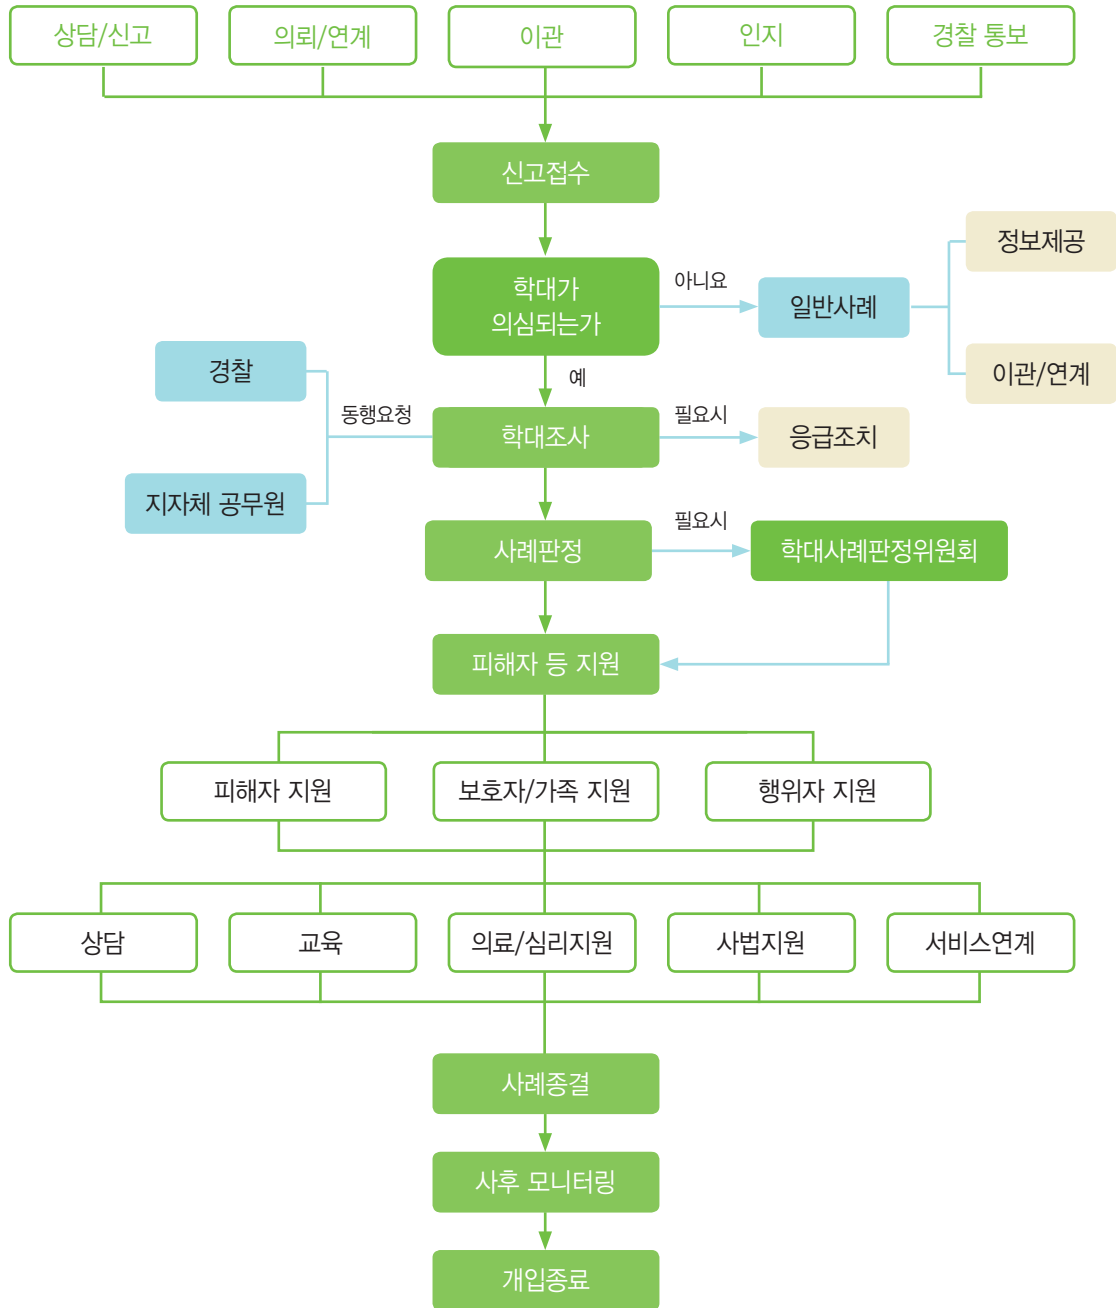 상담/신고
의뢰/연계
이관
인지
경찰 통보
신고접수
학대가
의심되는가
아니요
일반사례
정보제공
이관/연계
예
경찰
지자체 공무원
동행요청
학대조사
필요시
응급조치
사례판정
필요시
학대사례판정위원회
피해자 등 지원
피해자 지원
보호자/가족 지원
행위자 지원
상담
교육
의료/심리지원
사법지원
서비스연계
사례종결
사후 모니터링
개입종료